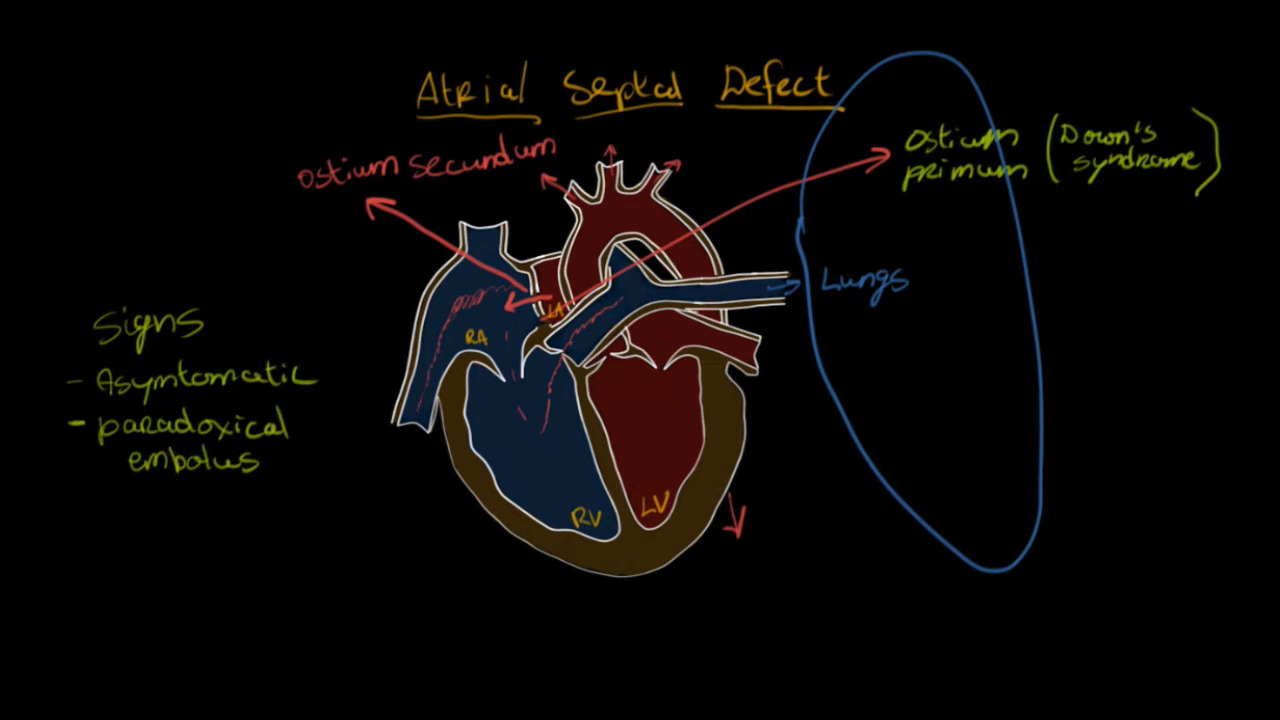 Atrial Septal Defect
Ostium secundum
Ostium
primum
(Down's
syndrome)
Lungs
Signs
- Asymtomatic
- paradoxical
embolus
LA
RA
RV
LV